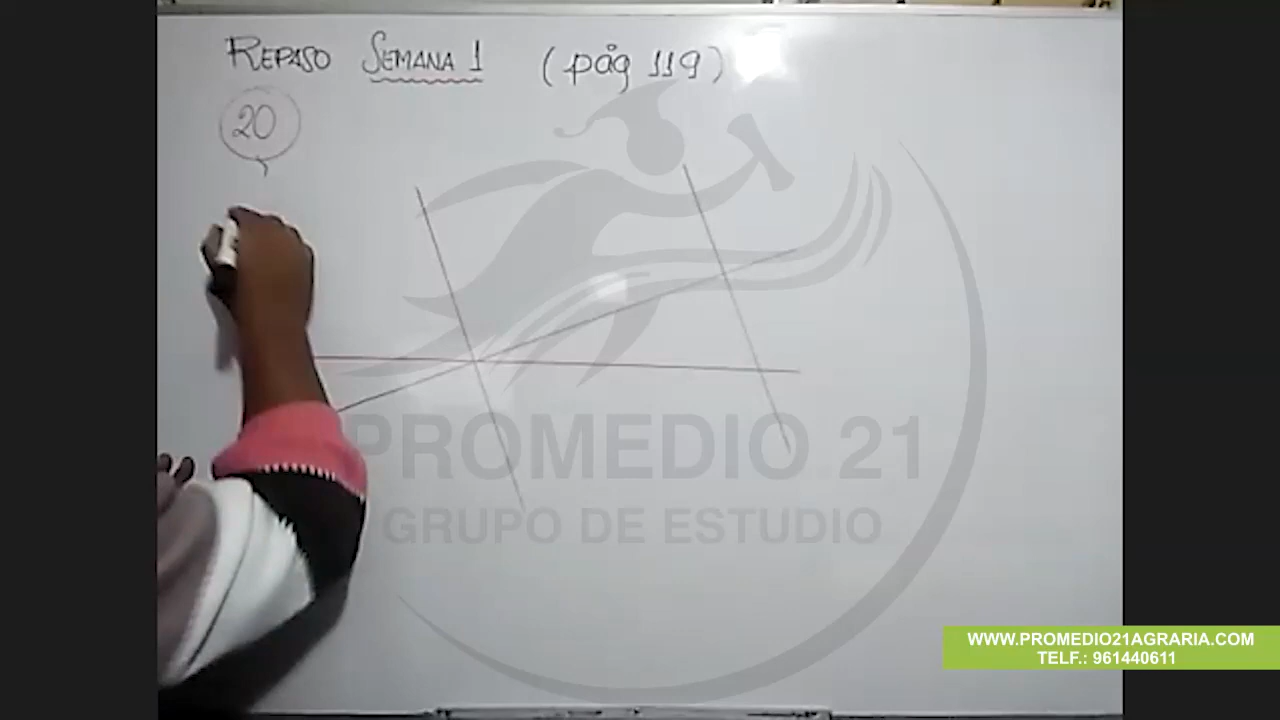 REPASO SEMANA 1 (pág 119)
20
PROMEDIO 21
GRUPO DE ESTUDIO
WWW.PROMEDIO21AGRARIA.COM
TELF.: 961440611